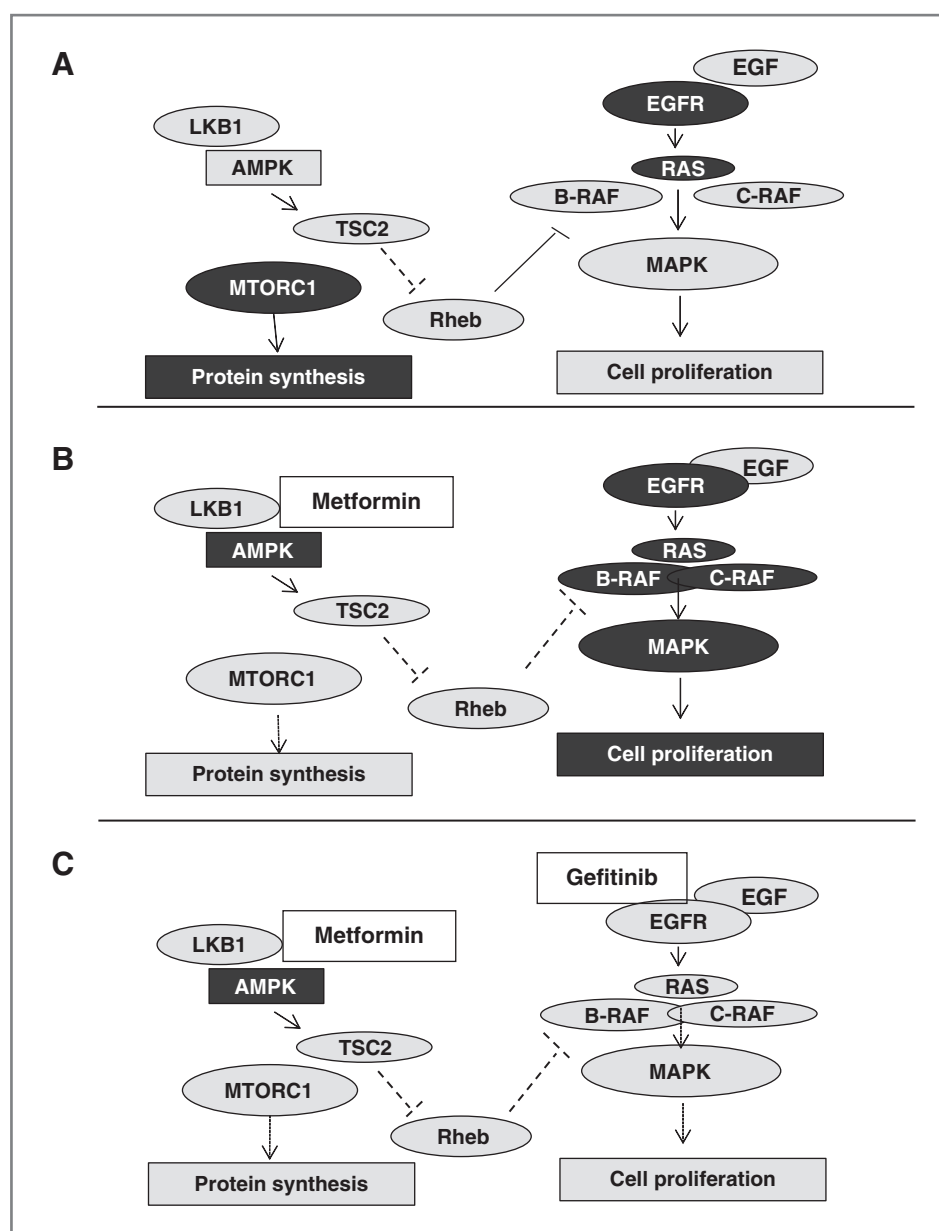 A
EGF
EGFR
LKB1
AMPK
RAS
B-RAF
C-RAF
TSC2
MAPK
MTORC1
Rheb
Protein synthesis
Cell proliferation
B
EGF
EGFR
Metformin
LKB1
AMPK
RAS
B-RAF
C-RAF
TSC2
MAPK
MTORC1
Rheb
Protein synthesis
Cell proliferation
C
Gefitinib
EGF
EGFR
Metformin
LKB1
AMPK
RAS
B-RAF
C-RAF
TSC2
MAPK
MTORC1
Rheb
Protein synthesis
Cell proliferation